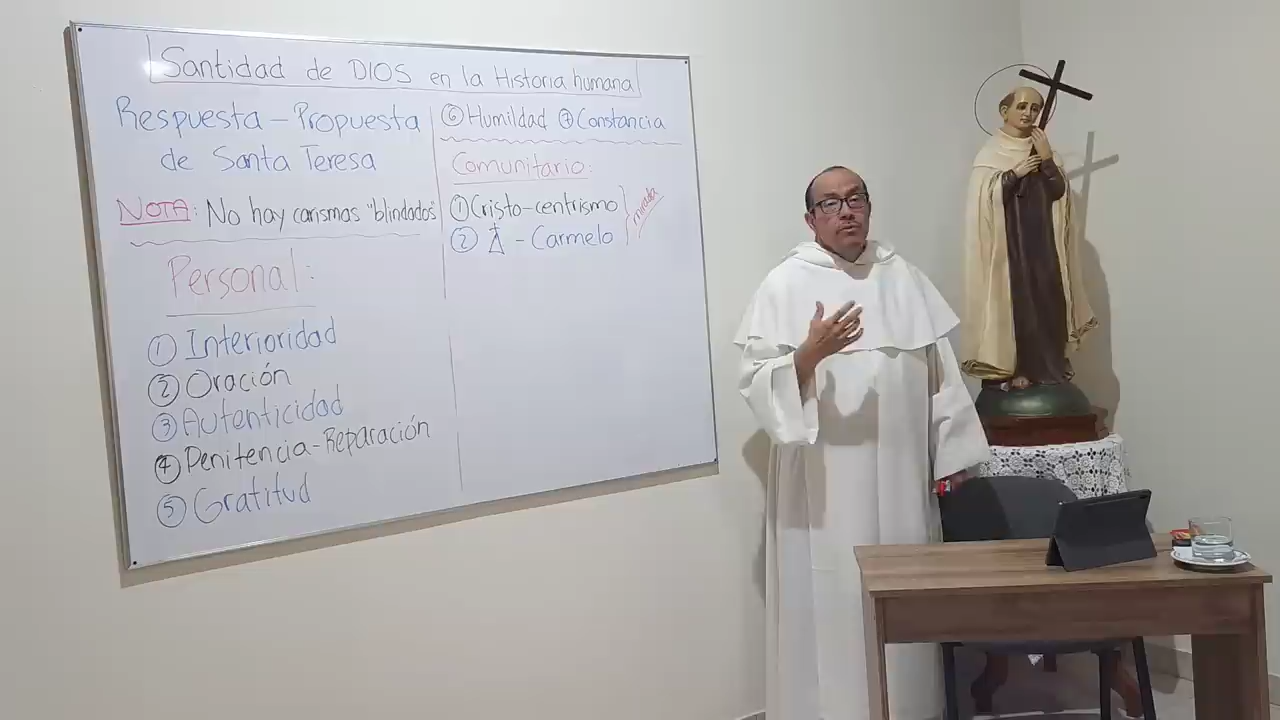 Santidad de DIOS en la Historia humana
Respuesta - Propuesta
de Santa Teresa
NOTA: No hay carismas "blindados"
Personal:
① Interioridad
② Oración
③ Autenticidad
④ Penitencia-Reparación
⑤ Gratitud
⑥ Humildad ⑦ Constancia
Comunitario:
① Cristo-centrismo
② - Carmelo